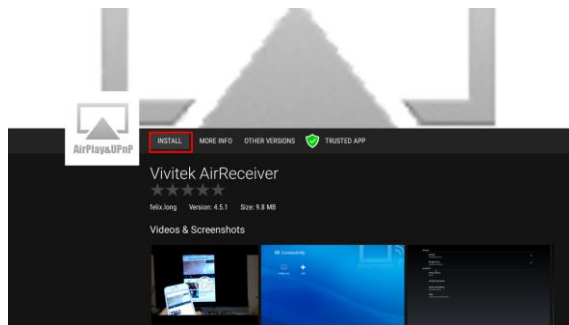 AirPlay&UPnP
INSTALL MORE INFO OTHER VERSIONS TRUSTED APP
Vivitek AirReceiver
felix.long Version: 4.5.1 Size: 9.8 MB
Videos & Screenshots